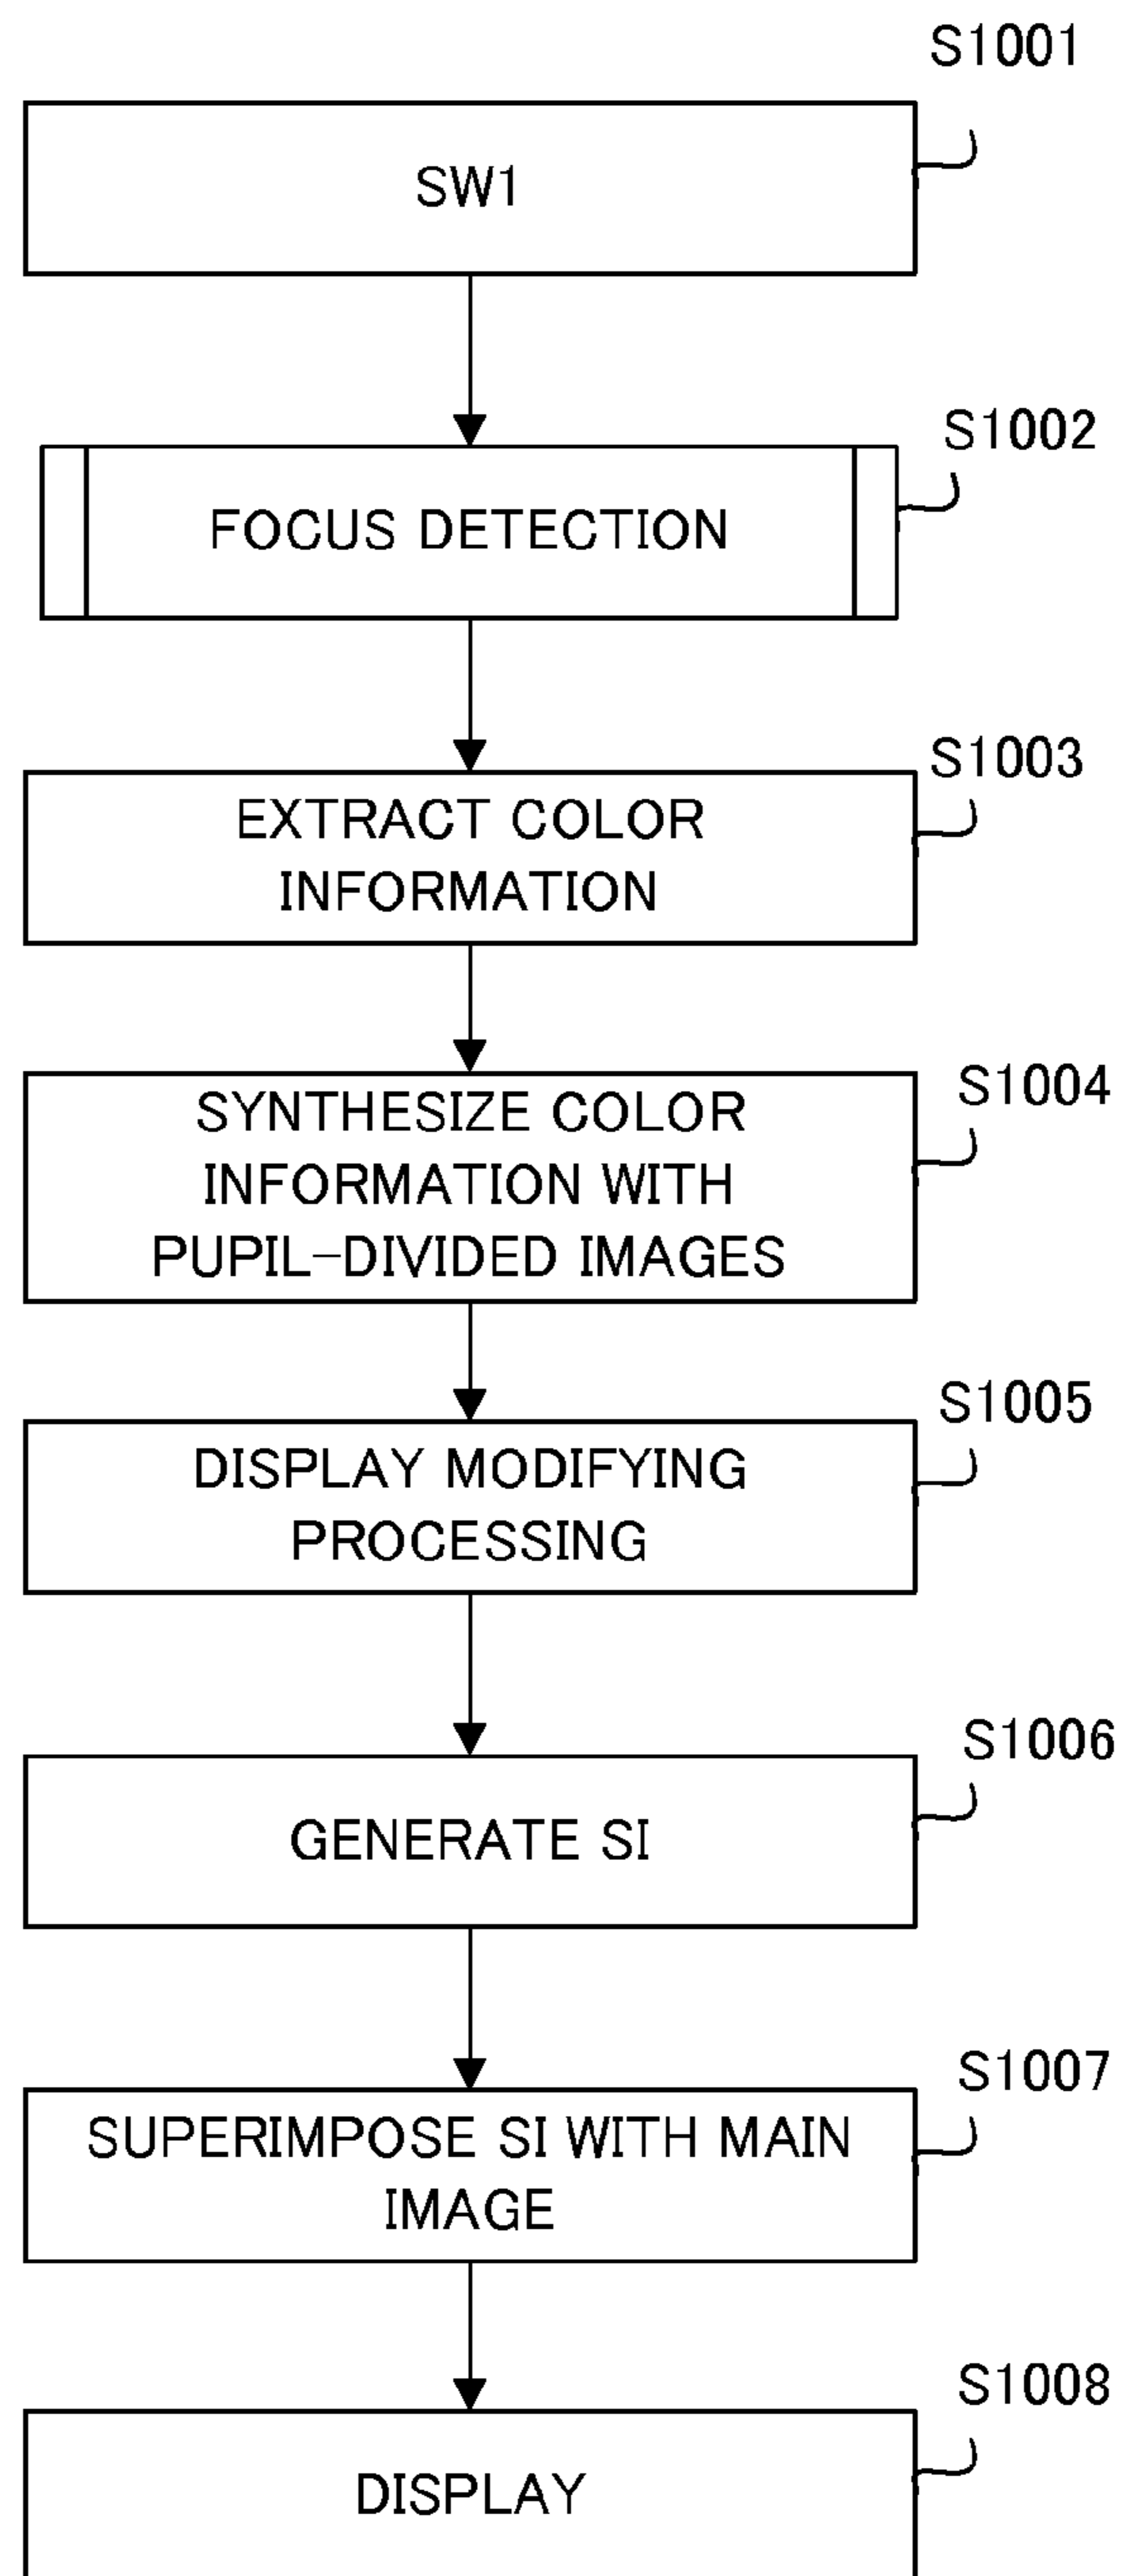 S1001
SW1
S1002
FOCUS DETECTION
S1003
EXTRACT COLOR
INFORMATION
S1004
SYNTHESIZE COLOR
INFORMATION WITH
PUPIL-DIVIDED IMAGES
S1005
DISPLAY MODIFYING
PROCESSING
S1006
GENERATE SI
S1007
SUPERIMPOSE SI WITH MAIN
IMAGE
S1008
DISPLAY